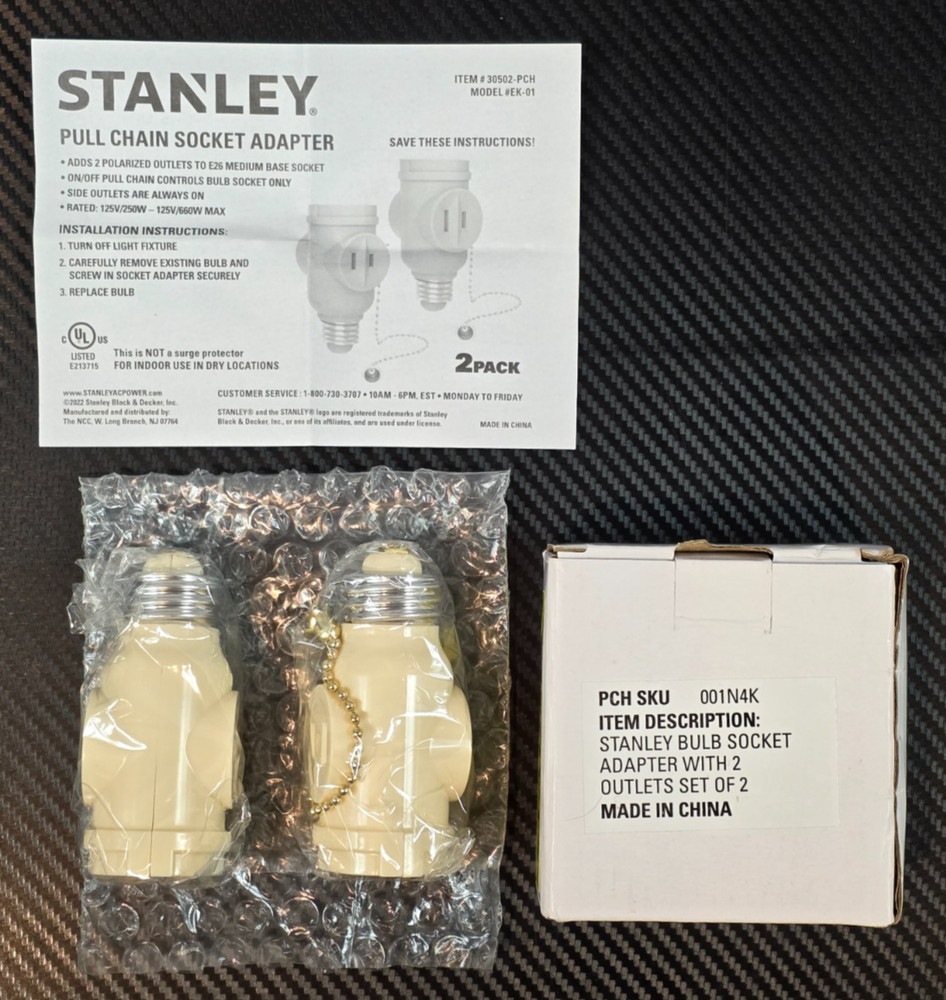 STANLEY®
ITEM # 30502-PCH
MODEL #EK-01
PULL CHAIN SOCKET ADAPTER
SAVE THESE INSTRUCTIONS!
• ADDS 2 POLARIZED OUTLETS TO E26 MEDIUM BASE SOCKET
• ON/OFF PULL CHAIN CONTROLS BULB SOCKET ONLY
• SIDE OUTLETS ARE ALWAYS ON
• RATED: 125V/250W – 125V/660W MAX
INSTALLATION INSTRUCTIONS:
1. TURN OFF LIGHT FIXTURE
2. CAREFULLY REMOVE EXISTING BULB AND
SCREW IN SOCKET ADAPTER SECURELY
3. REPLACE BULB
C UL US
LISTED
E213715
This is NOT a surge protector
FOR INDOOR USE IN DRY LOCATIONS
2PACK
www.STANLEYACPOWER.com
©2022 Stanley Black & Decker, Inc.
Manufactured and distributed by:
The NCC, W. Long Branch, NJ 07764
CUSTOMER SERVICE : 1-800-730-3707 • 10AM - 6PM, EST • MONDAY TO FRIDAY
STANLEY® and the STANLEY® logo are registered trademarks of Stanley
Black & Decker, Inc., or one of its affiliates, and are used under license.
MADE IN CHINA
PCH SKU 001N4K
ITEM DESCRIPTION:
STANLEY BULB SOCKET
ADAPTER WITH 2
OUTLETS SET OF 2
MADE IN CHINA